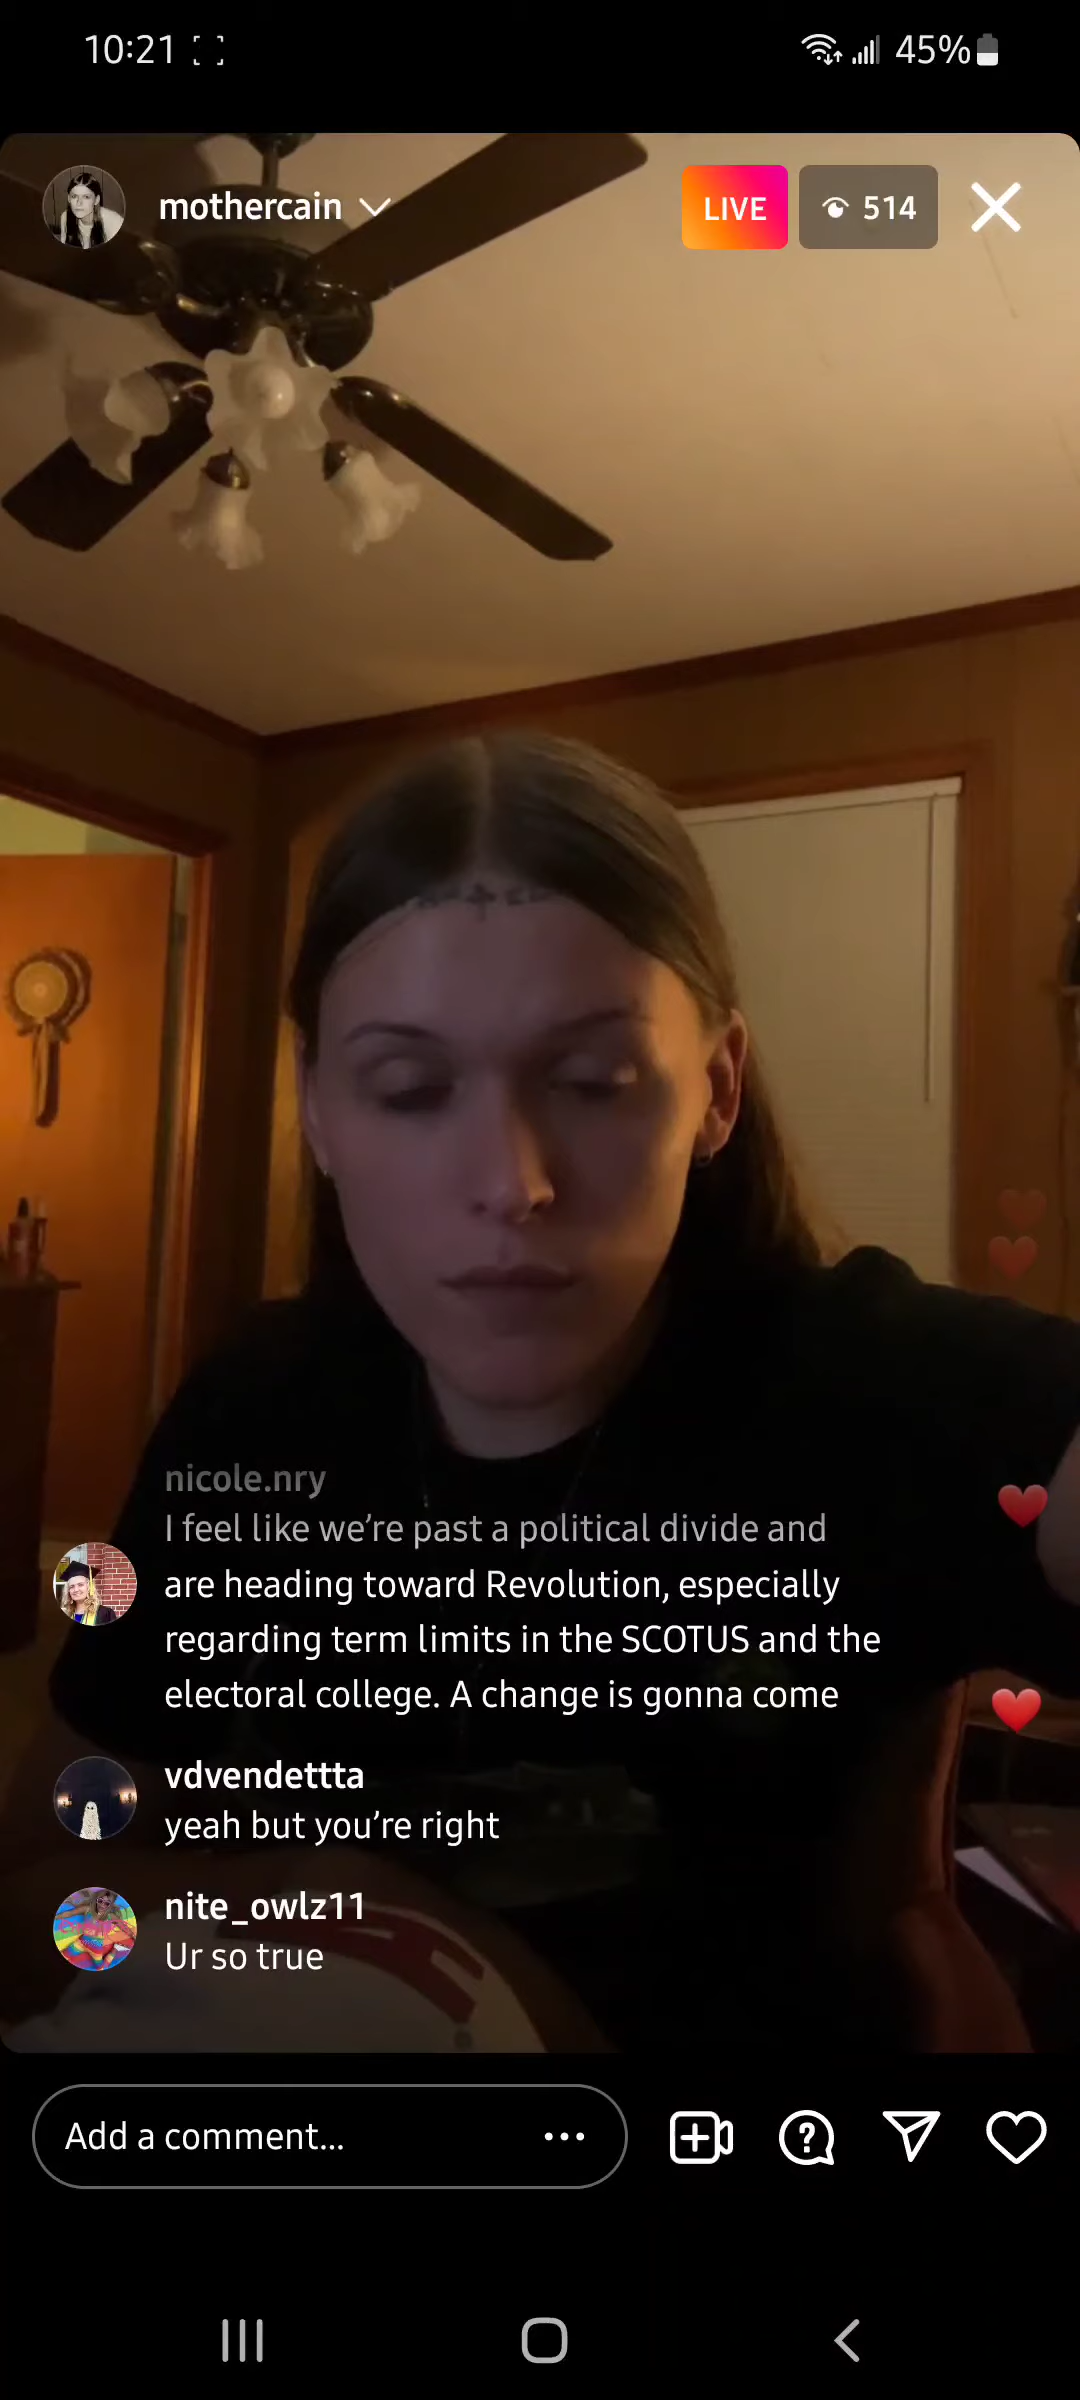 10:21
45%
mothercain
LIVE
514
nicole.nry
I feel like we’re past a political divide and
are heading toward Revolution, especially
regarding term limits in the SCOTUS and the
electoral college. A change is gonna come
vdvendettta
yeah but you’re right
nite_owlz11
Ur so true
Add a comment...